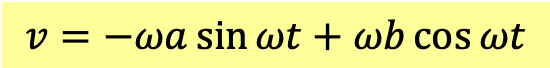 𝑣 = −𝜔𝑎 sin 𝜔𝑡 + 𝜔𝑏 cos 𝜔𝑡